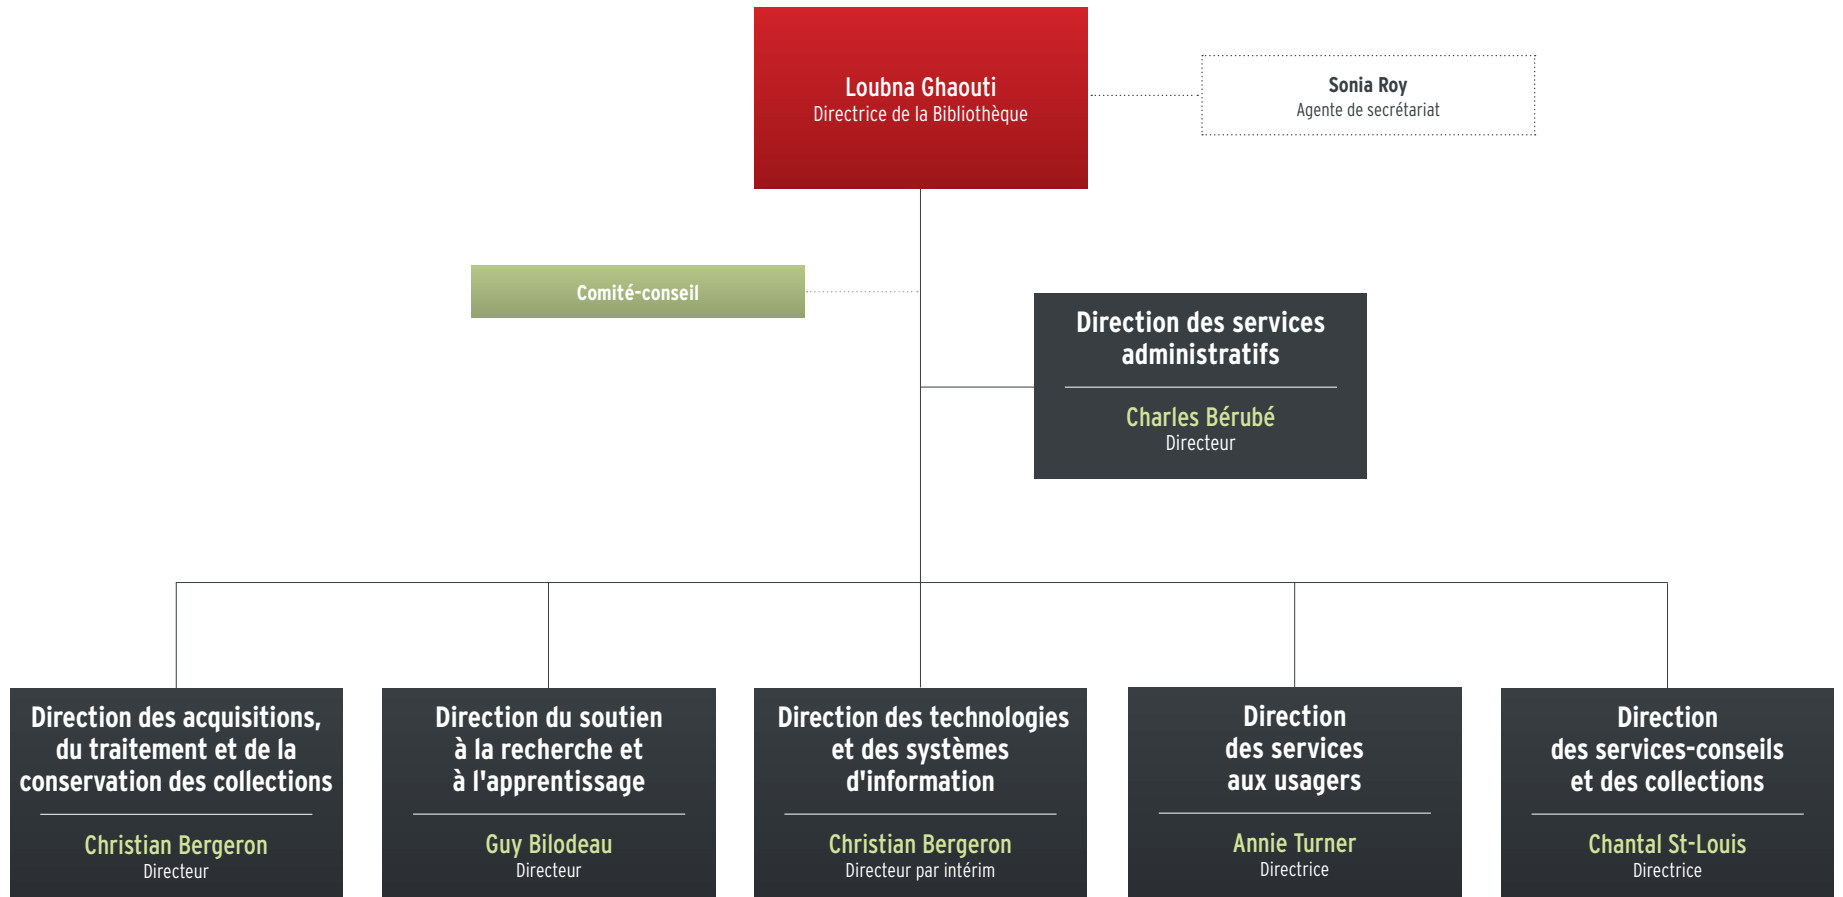 Loubna Ghaouti
Directrice de la Bibliothèque
Sonia Roy
Agente de secrétariat
Comité-conseil
Direction des services
administratifs
Charles Bérubé
Directeur
Direction des acquisitions,
du traitement et de la
conservation des collections
Christian Bergeron
Directeur
Direction du soutien
à la recherche et
à l'apprentissage
Guy Bilodeau
Directeur
Direction des technologies
et des systèmes
d'information
Christian Bergeron
Directeur par intérim
Direction
des services
aux usagers
Annie Turner
Directrice
Direction
des services-conseils
et des collections
Chantal St-Louis
Directrice